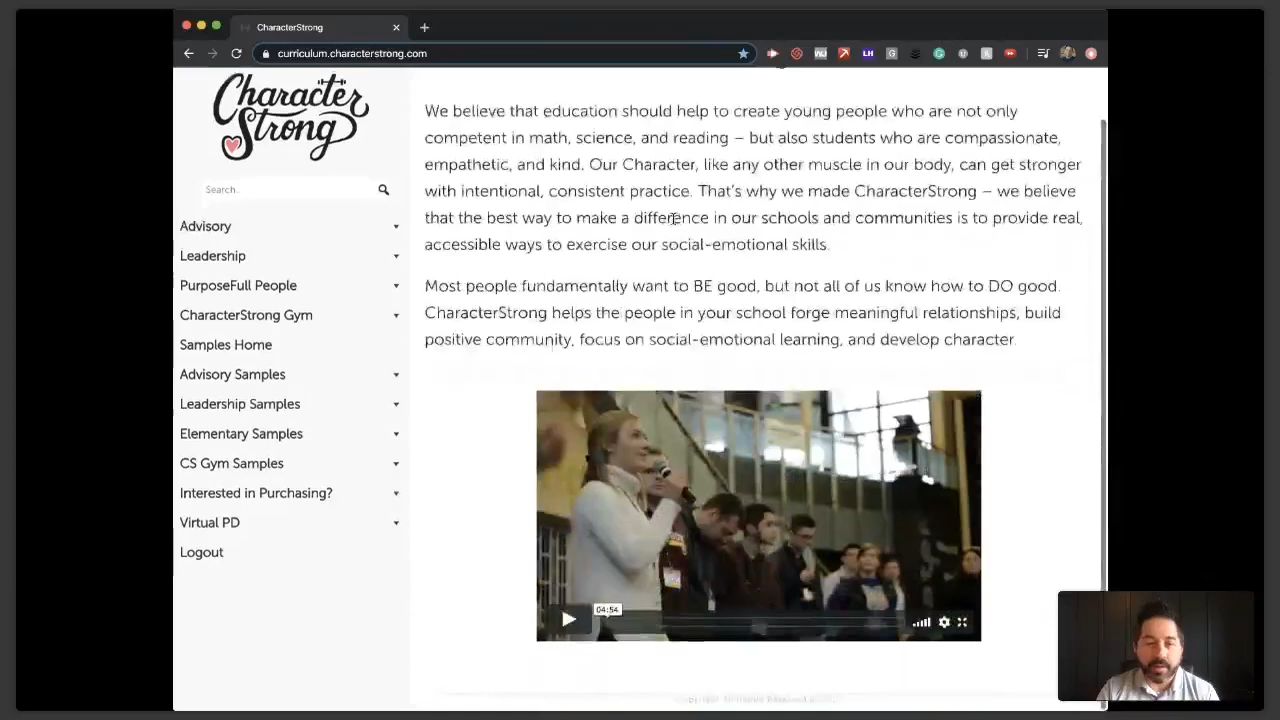 CharacterStrong
curriculum.characterstrong.com
Character
Strong
Search...
Advisory
Leadership
PurposeFull People
CharacterStrong Gym
Samples Home
Advisory Samples
Leadership Samples
Elementary Samples
CS Gym Samples
Interested in Purchasing?
Virtual PD
Logout
We believe that education should help to create young people who are not only
competent in math, science, and reading – but also students who are compassionate,
empathetic, and kind. Our Character, like any other muscle in our body, can get stronger
with intentional, consistent practice. That's why we made CharacterStrong – we believe
that the best way to make a difference in our schools and communities is to provide real,
accessible ways to exercise our social-emotional skills.
Most people fundamentally want to BE good, but not all of us know how to DO good.
CharacterStrong helps the people in your school forge meaningful relationships, build
positive community, focus on social-emotional learning, and develop character.
04:54